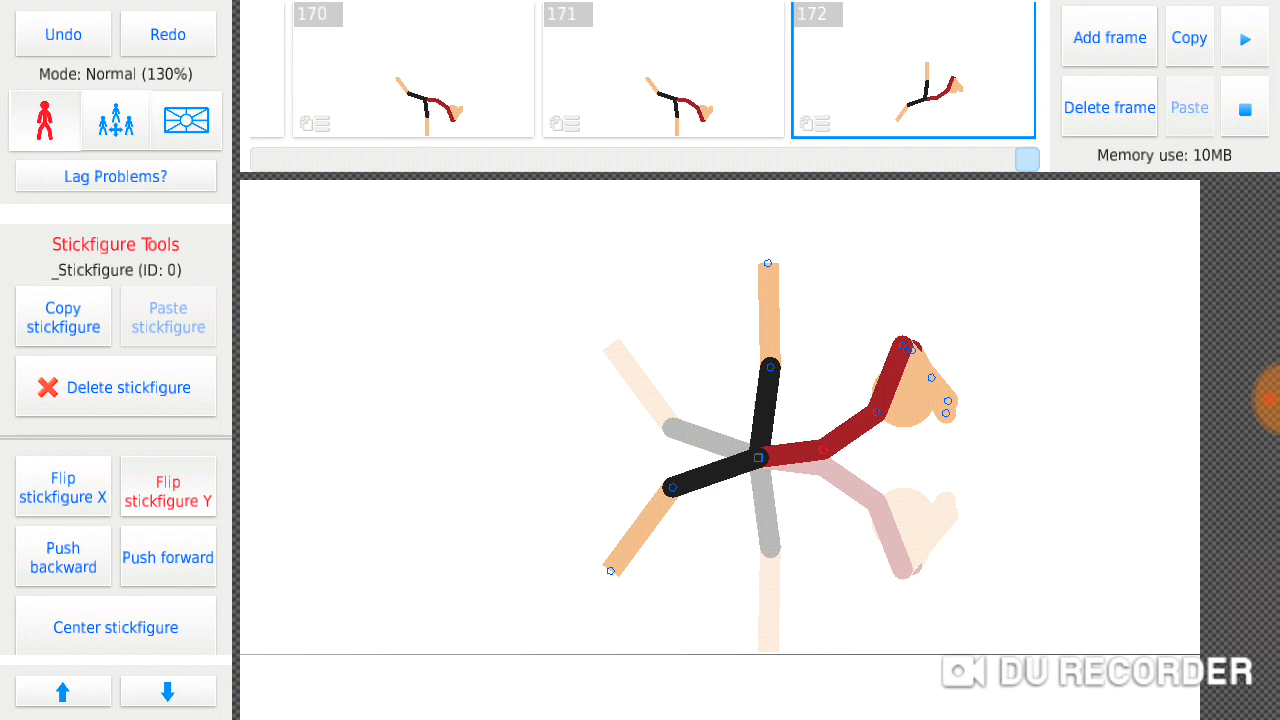 Undo
Redo
Mode: Normal (130%)
Lag Problems?
170
171
172
Add frame
Copy
Delete frame
Paste
Memory use: 10MB
Stickfigure Tools
_Stickfigure (ID: 0)
Copy
stickfigure
Paste
stickfigure
Delete stickfigure
Flip
stickfigure X
Flip
stickfigure Y
Push
backward
Push forward
Center stickfigure
DU RECORDER